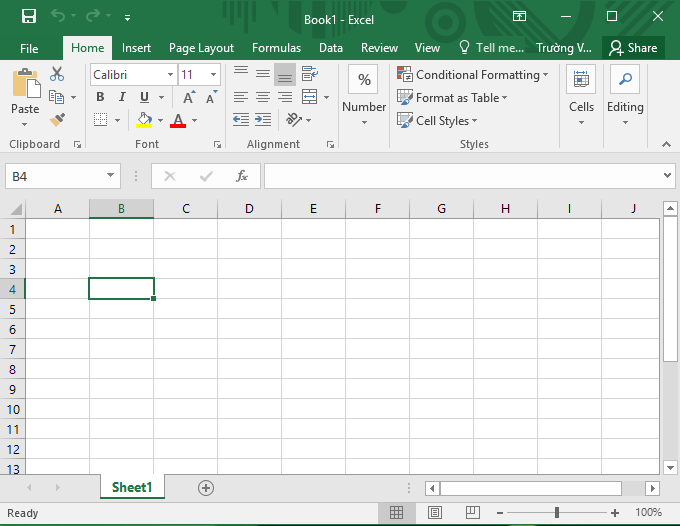 Book1 - Excel
File Home Insert Page Layout Formulas Data Review View Tell me... Trường V... Share
Paste
Calibri 11
B I U A A
A
%
Number
Conditional Formatting
Format as Table
Cell Styles
Cells
Editing
Clipboard Font Alignment Styles
B4 fx
A B C D E F G H I J
1
2
3
4
5
6
7
8
9
10
11
12
13
Sheet1
Ready 100%